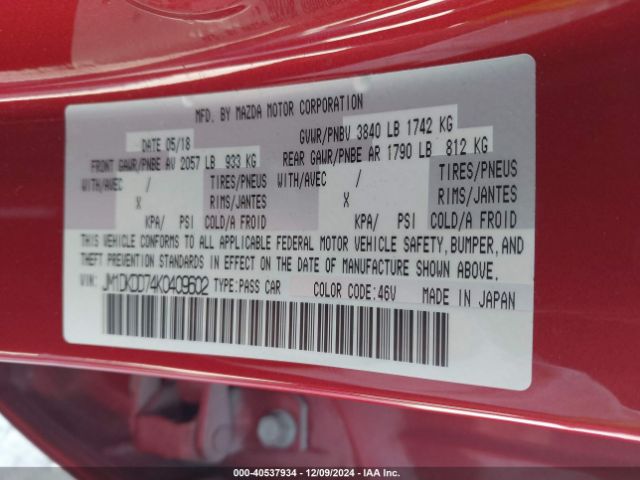 MFD. BY MAZDA MOTOR CORPORATION
DATE 05/18 GVWR/PNBV 3840 LB 1742 KG
FRONT GAWR/PNBE AV 2057 LB 933 KG REAR GAWR/PNBE AR 1790 LB 812 KG
WITH/AVEC / TIRES/PNEUS WITH/AVEC / TIRES/PNEUS
X RIMS/JANTES X RIMS/JANTES
KPA/ PSI COLD/A FROID KPA/ PSI COLD/A FROID
THIS VEHICLE CONFORMS TO ALL APPLICABLE FEDERAL MOTOR VEHICLE SAFETY, BUMPER, AND
THEFT PREVENTION STANDARDS IN EFFECT ON THE DATE OF MANUFACTURE SHOWN ABOVE.
VIN: JM1DKDD74K0409602 TYPE:PASS CAR COLOR CODE:46V MADE IN JAPAN
000-40537934 - 12/09/2024 - IAA Inc.